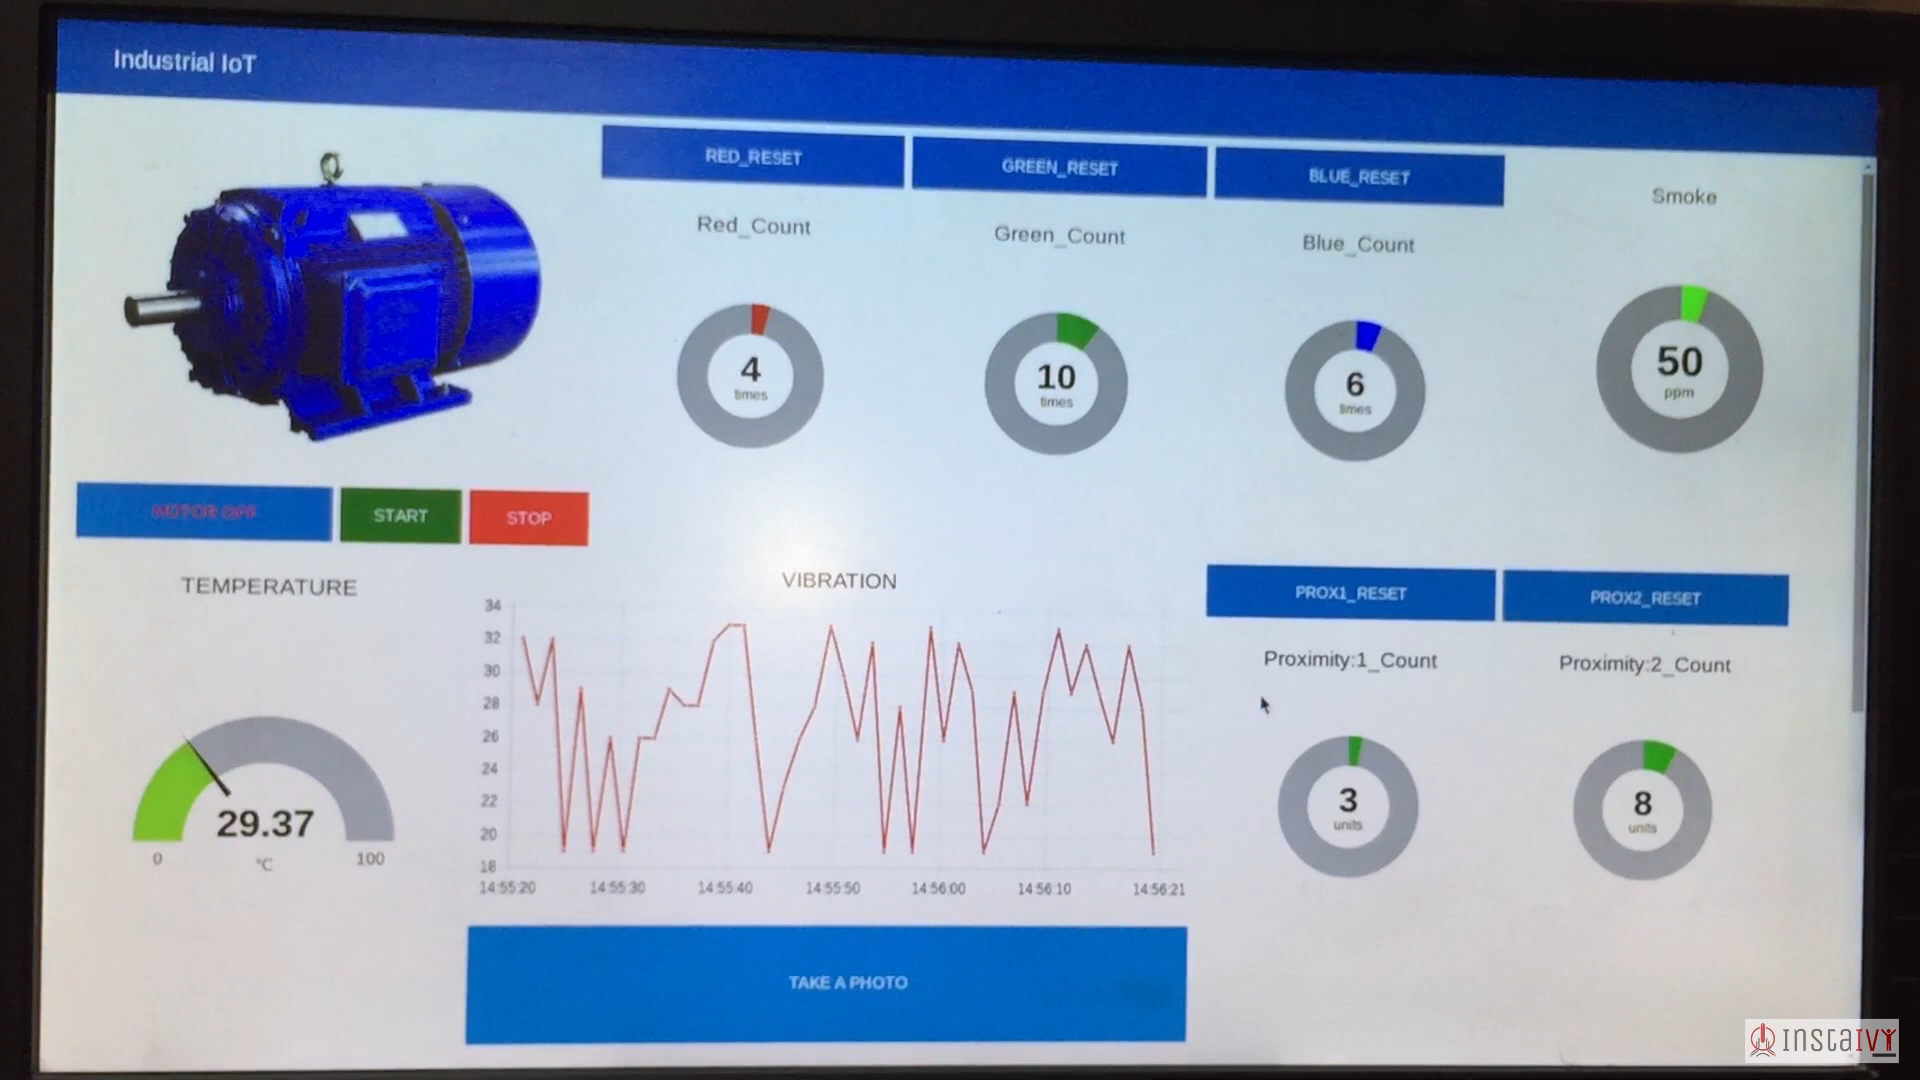 Industrial IoT
RED_RESET
GREEN_RESET
BLUE_RESET
Smoke
Red_Count
Green_Count
Blue_Count
4
times
10
times
6
times
50
ppm
MOTOR OFF
START
STOP
TEMPERATURE
VIBRATION
PROX1_RESET
PROX2_RESET
34
32
30
28
26
24
22
20
18
14:55:20
14:55:30
14:55:40
14:55:50
14:56:00
14:56:10
14:56:21
Proximity:1_Count
Proximity:2_Count
29.37
0
°C
100
3
units
8
units
TAKE A PHOTO
INSTAIVY